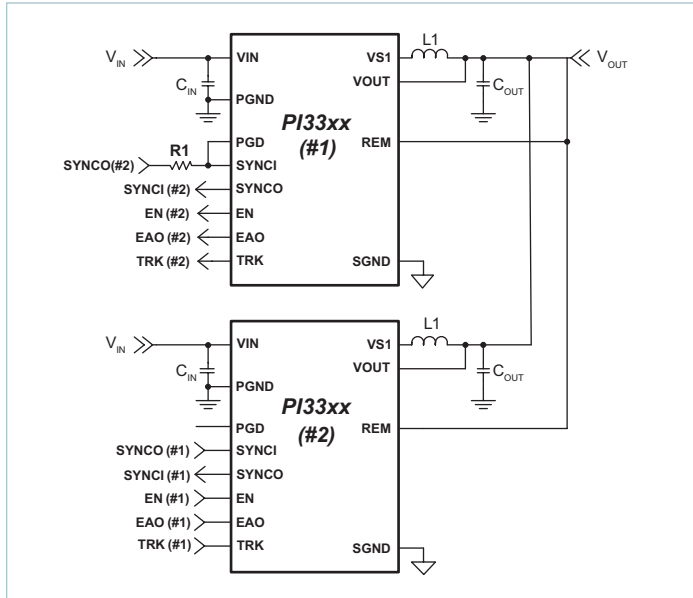 L1
V_IN VIN VS1 V_OUT
VOUT
C_IN C_OUT
PGND
PI33xx
(#1)
PGD REM
R1
SYNCO(#2) SYNCI
SYNCI (#2) SYNCO
EN (#2) EN
EAO (#2) EAO
TRK (#2) TRK SGND
L1
V_IN VIN VS1
VOUT
C_IN C_OUT
PGND
PI33xx
(#2)
PGD REM
SYNCO (#1) SYNCI
SYNCI (#1) SYNCO
EN (#1) EN
EAO (#1) EAO
TRK (#1) TRK SGND